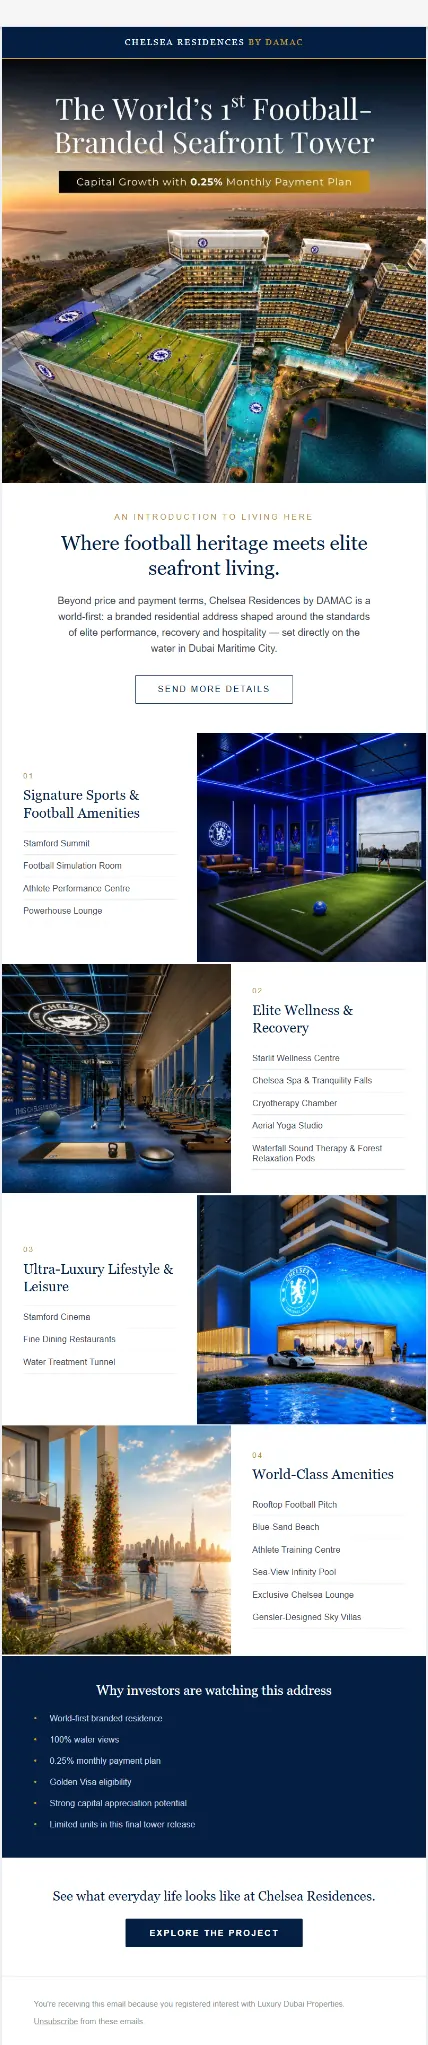 CHELSEA RESIDENCES BY DAMAC
The World's 1st Football-
Branded Seafront Tower
Capital Growth with 0.25% Monthly Payment Plan
AN INTRODUCTION TO LIVING HERE
Where football heritage meets elite
seafront living.
Beyond price and payment terms, Chelsea Residences by DAMAC is a
world-first: a branded residential address shaped around the standards
of elite performance, recovery and hospitality — set directly on the
water in Dubai Maritime City.
SEND MORE DETAILS
01
Signature Sports &
Football Amenities
Stamford Summit
Football Simulation Room
Athlete Performance Centre
Powerhouse Lounge
CHELSEA
02
Elite Wellness &
Recovery
Starlit Wellness Centre
Chelsea Spa & Tranquility Falls
Cryotherapy Chamber
Aerial Yoga Studio
Waterfall Sound Therapy & Forest
Relaxation Pods
03
Ultra-Luxury Lifestyle &
Leisure
Stamford Cinema
Fine Dining Restaurants
Water Treatment Tunnel
CHELSEA
FOOTBALL CLUB
04
World-Class Amenities
Rooftop Football Pitch
Blue Sand Beach
Athlete Training Centre
Sea-View Infinity Pool
Exclusive Chelsea Lounge
Gensler-Designed Sky Villas
Why investors are watching this address
• World-first branded residence
• 100% water views
• 0.25% monthly payment plan
• Golden Visa eligibility
• Strong capital appreciation potential
• Limited units in this final tower release
See what everyday life looks like at Chelsea Residences.
EXPLORE THE PROJECT
You're receiving this email because you registered interest with Luxury Dubai Properties.
Unsubscribe from these emails.